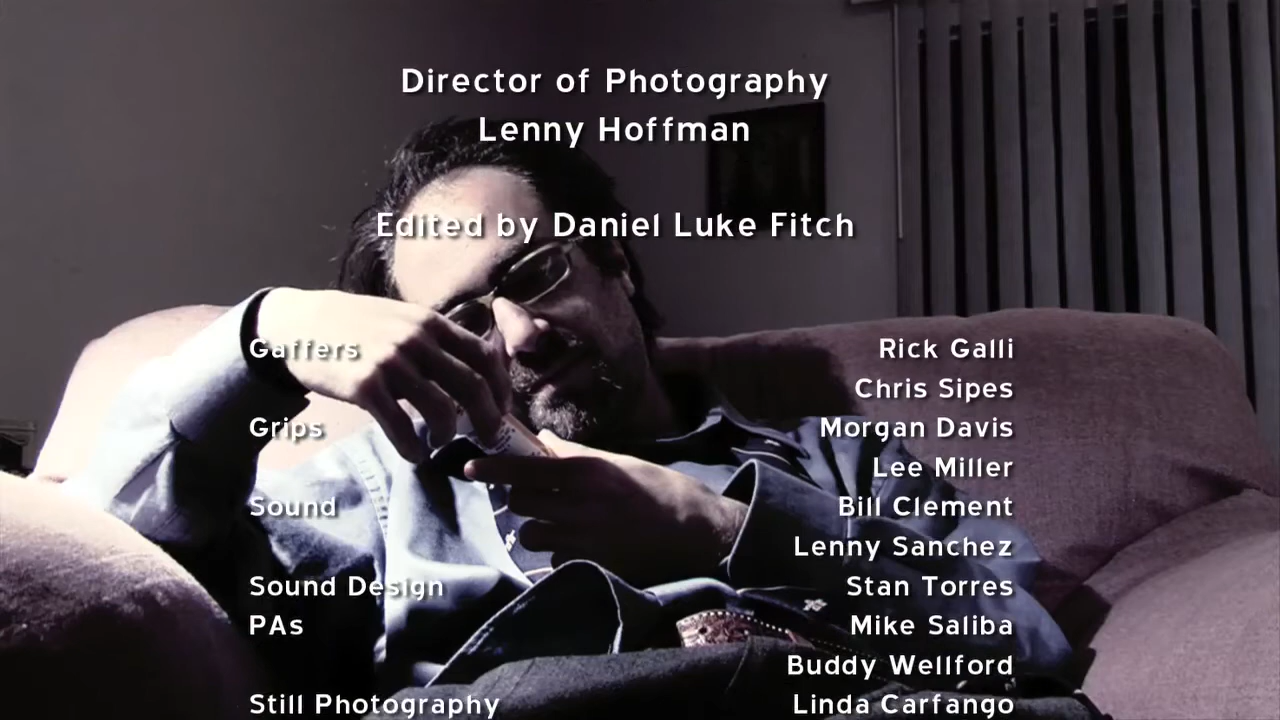 Director of Photography
Lenny Hoffman
Edited by Daniel Luke Fitch
Gaffers Rick Galli
Chris Sipes
Grips Morgan Davis
Lee Miller
Sound Bill Clement
Lenny Sanchez
Sound Design Stan Torres
PAs Mike Saliba
Buddy Wellford
Still Photography Linda Carfango